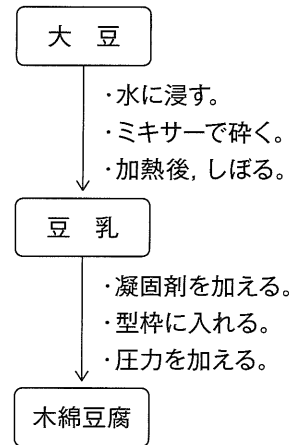 大 豆
・水に浸す。
・ミキサーで砕く。
・加熱後，しぼる。
豆 乳
・凝固剤を加える。
・型枠に入れる。
・圧力を加える。
木綿豆腐